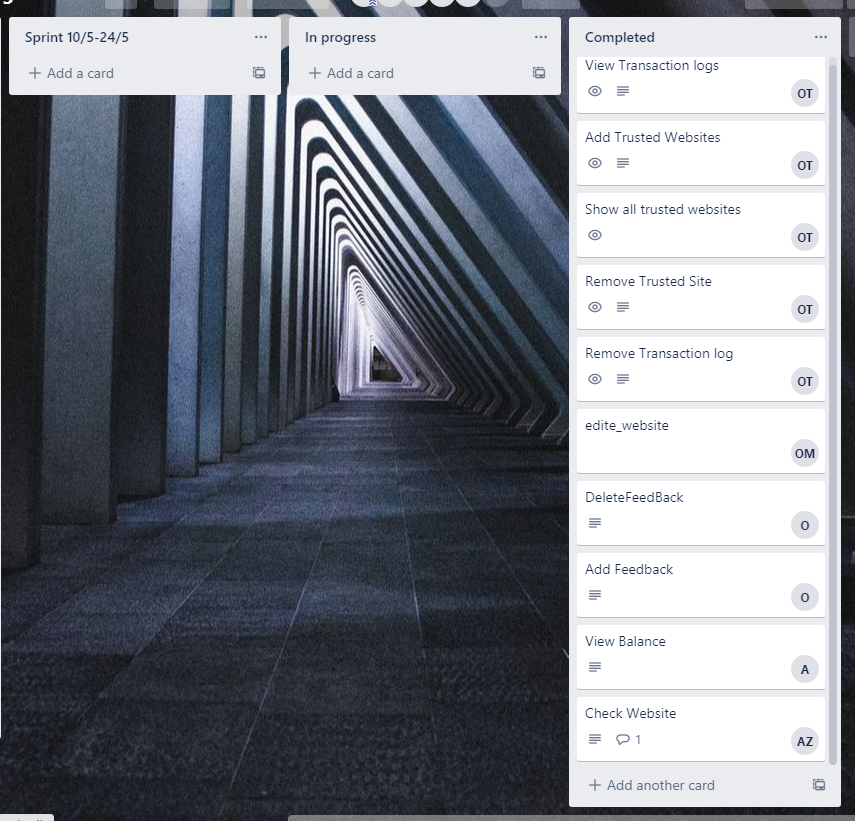 Sprint 10/5-24/5
Add a card
In progress
Add a card
Completed
View Transaction logs
OT
Add Trusted Websites
OT
Show all trusted websites
OT
Remove Trusted Site
OT
Remove Transaction log
OT
edite_website
OM
DeleteFeedBack
O
Add Feedback
O
View Balance
A
Check Website
1
AZ
Add another card